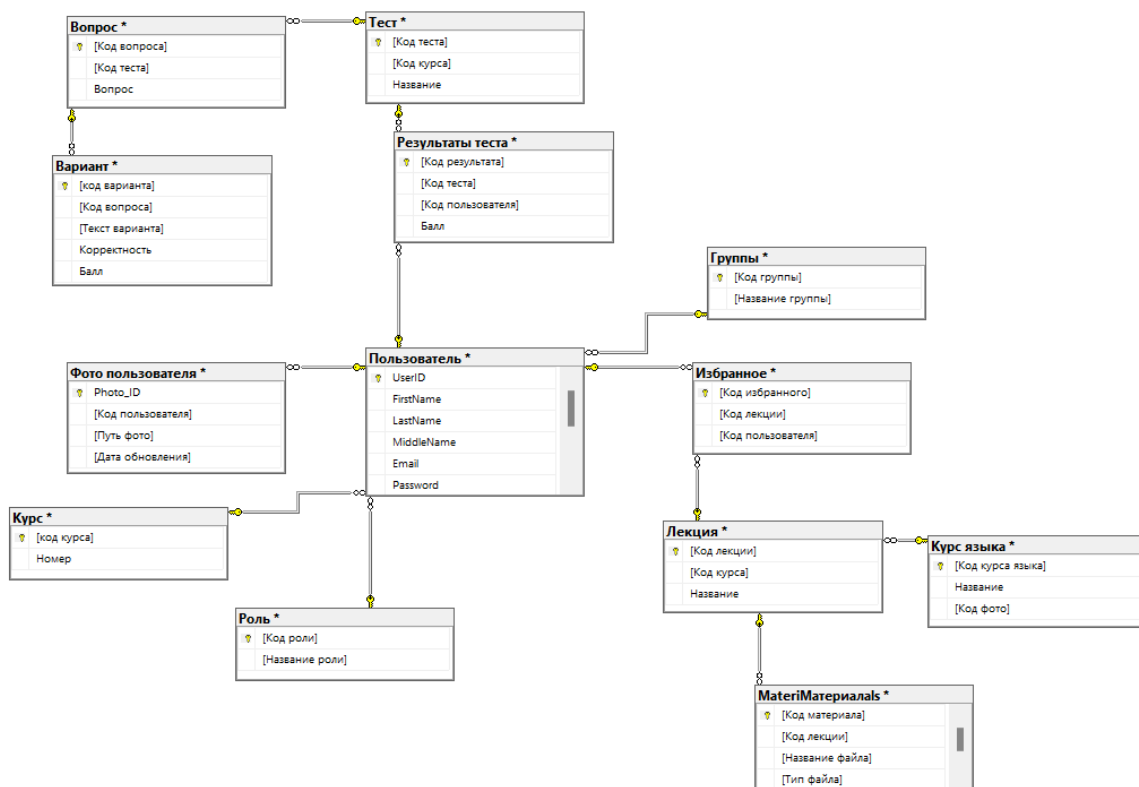 Вопрос *
[Код вопроса]
[Код теста]
Вопрос
Тест *
[Код теста]
[Код курса]
Название
Вариант *
[код варианта]
[Код вопроса]
[Текст варианта]
Корректность
Балл
Результаты теста *
[Код результата]
[Код теста]
[Код пользователя]
Балл
Группы *
[Код группы]
[Название группы]
Фото пользователя *
Photo_ID
[Код пользователя]
[Путь фото]
[Дата обновления]
Пользователь *
UserID
FirstName
LastName
MiddleName
Email
Password
Избранное *
[Код избранного]
[Код лекции]
[Код пользователя]
Курс *
[код курса]
Номер
Роль *
[Код роли]
[Название роли]
Лекция *
[Код лекции]
[Код курса]
Название
Курс языка *
[Код курса языка]
Название
[Код фото]
MateriМатериалаls *
[Код материала]
[Код лекции]
[Название файла]
[Тип файла]